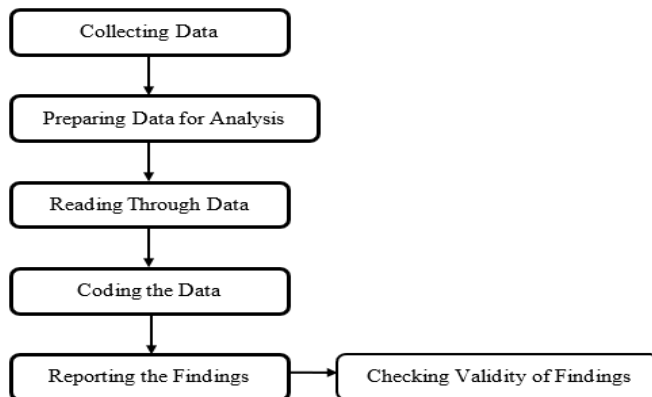 Collecting Data
Preparing Data for Analysis
Reading Through Data
Coding the Data
Reporting the Findings
Checking Validity of Findings